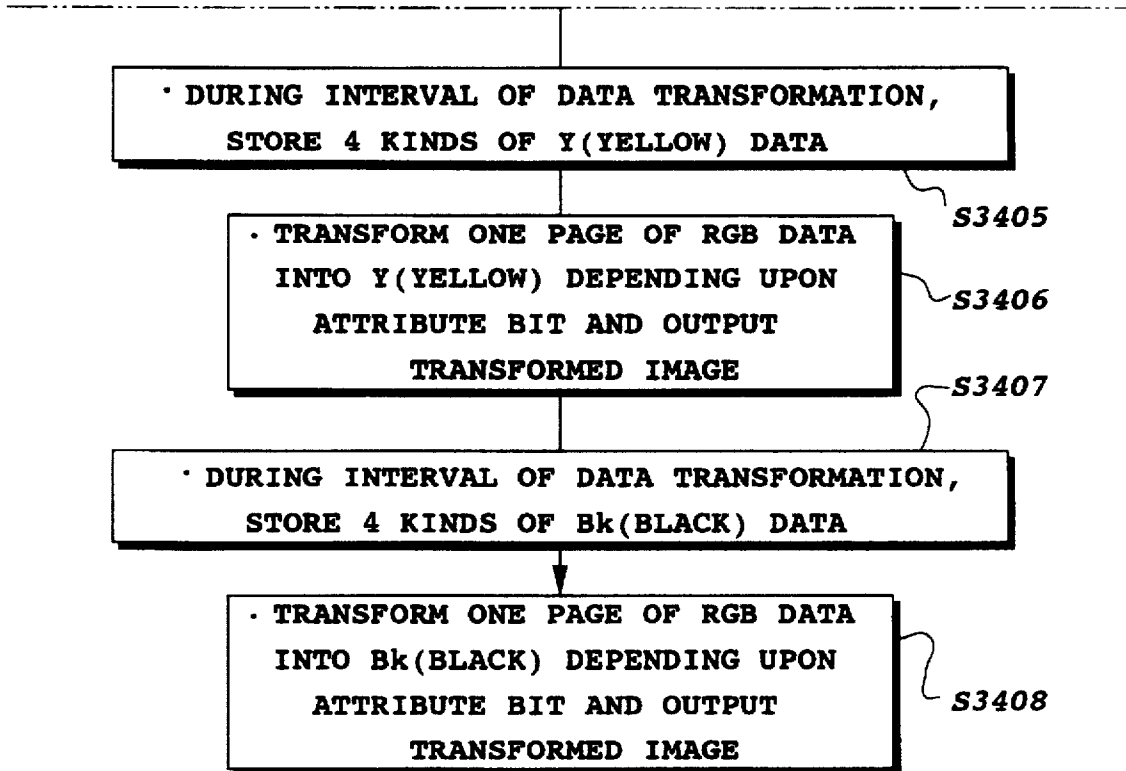 · DURING INTERVAL OF DATA TRANSFORMATION,
STORE 4 KINDS OF Y(YELLOW) DATA
S3405
· TRANSFORM ONE PAGE OF RGB DATA
INTO Y(YELLOW) DEPENDING UPON
ATTRIBUTE BIT AND OUTPUT
TRANSFORMED IMAGE
S3406
S3407
· DURING INTERVAL OF DATA TRANSFORMATION,
STORE 4 KINDS OF Bk(BLACK) DATA
· TRANSFORM ONE PAGE OF RGB DATA
INTO Bk(BLACK) DEPENDING UPON
ATTRIBUTE BIT AND OUTPUT
TRANSFORMED IMAGE
S3408